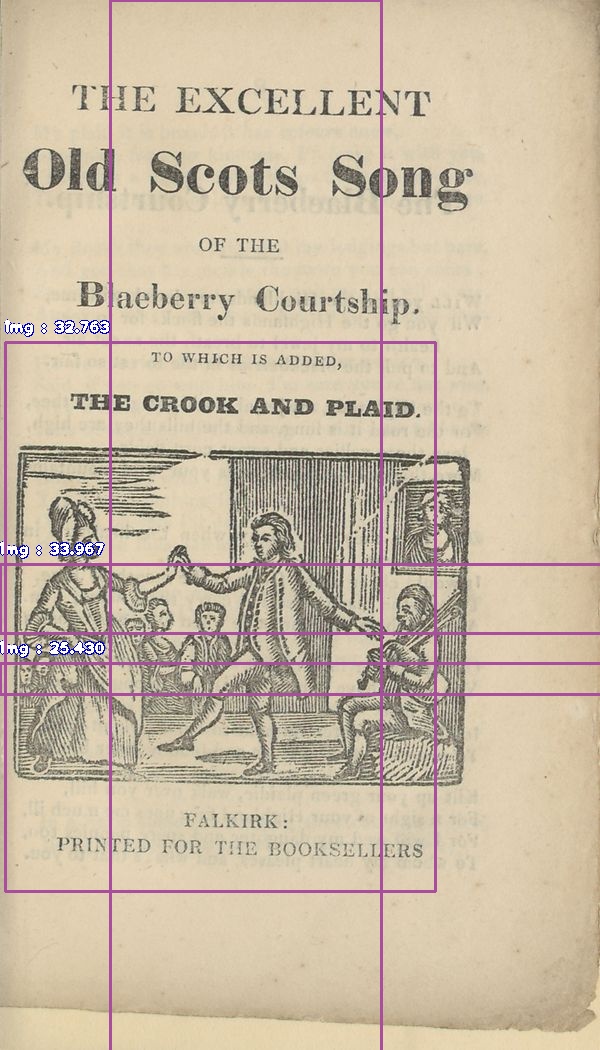 THE EXCELLENT
Old Scots Song
OF THE
Blaeberry Courtship.
img : 32.763
TO WHICH IS ADDED,
THE CROOK AND PLAID.
img : 33.967
img : 25.430
FALKIRK:
PRINTED FOR THE BOOKSELLERS